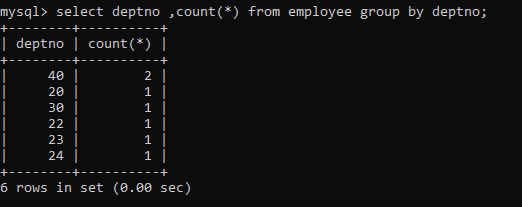 mysql> select deptno ,count(*) from employee group by deptno;
+--------+----------+
| deptno | count(*) |
+--------+----------+
|     40 |        2 |
|     20 |        1 |
|     30 |        1 |
|     22 |        1 |
|     23 |        1 |
|     24 |        1 |
+--------+----------+
6 rows in set (0.00 sec)